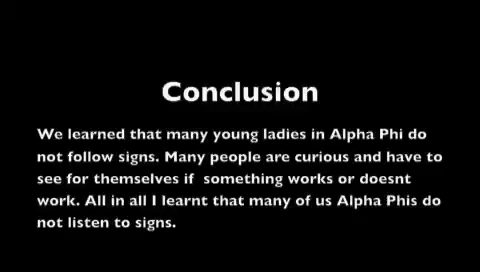 Conclusion
We learned that many young ladies in Alpha Phi do
not follow signs. Many people are curious and have to
see for themselves if  something works or doesnt
work. All in all I learnt that many of us Alpha Phis do
not listen to signs.